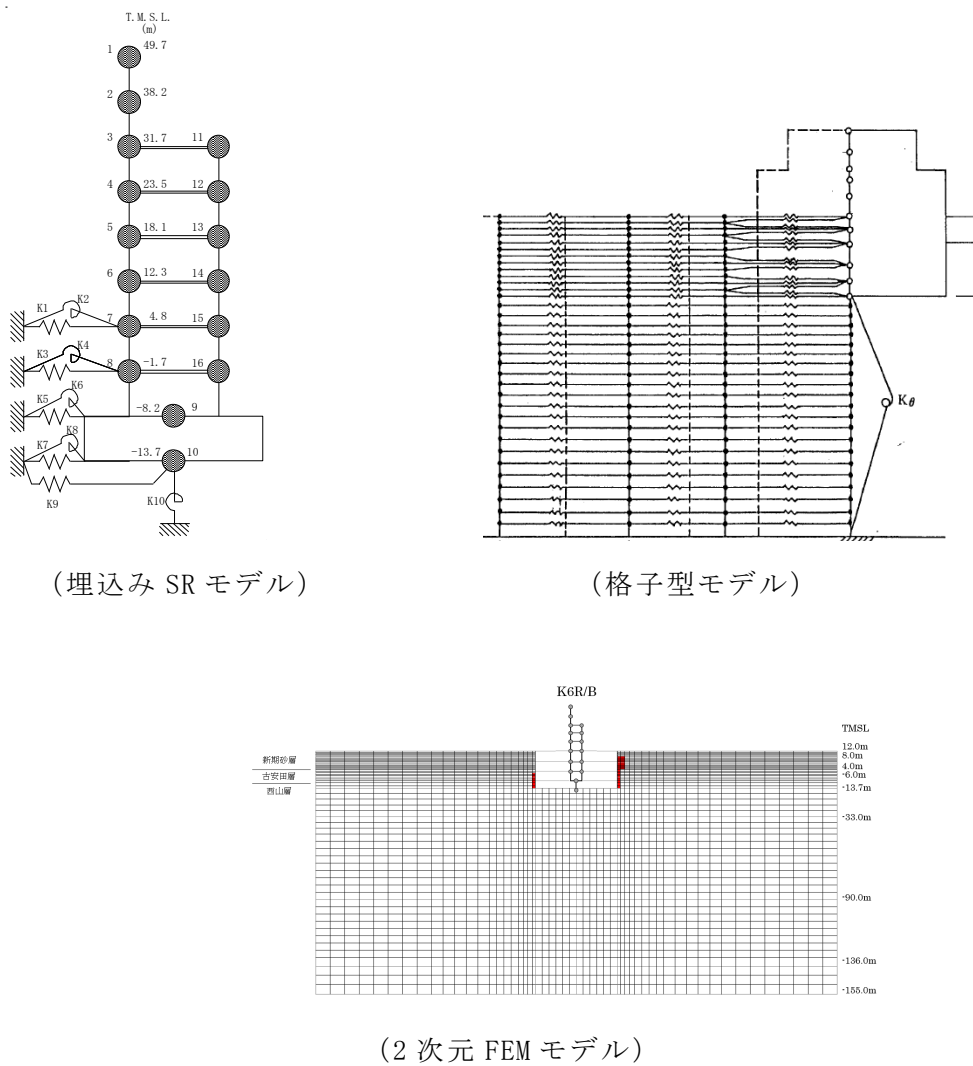 T.M.S.L.
(m)
1 49.7
2 38.2
3 31.7 11
4 23.5 12
5 18.1 13
6 12.3 14
K1 K2
7 4.8 15
K3 K4
8 -1.7 16
K5 K6
-8.2 9
K7 K8
-13.7 10
K9
K10
(埋込み SR モデル)
Kθ
(格子型モデル)
K6R/B
TMSL
新期砂層
古安田層
西山層
12.0m
8.0m
4.0m
-6.0m
-13.7m
-33.0m
-90.0m
-136.0m
-155.0m
(2 次元 FEM モデル)